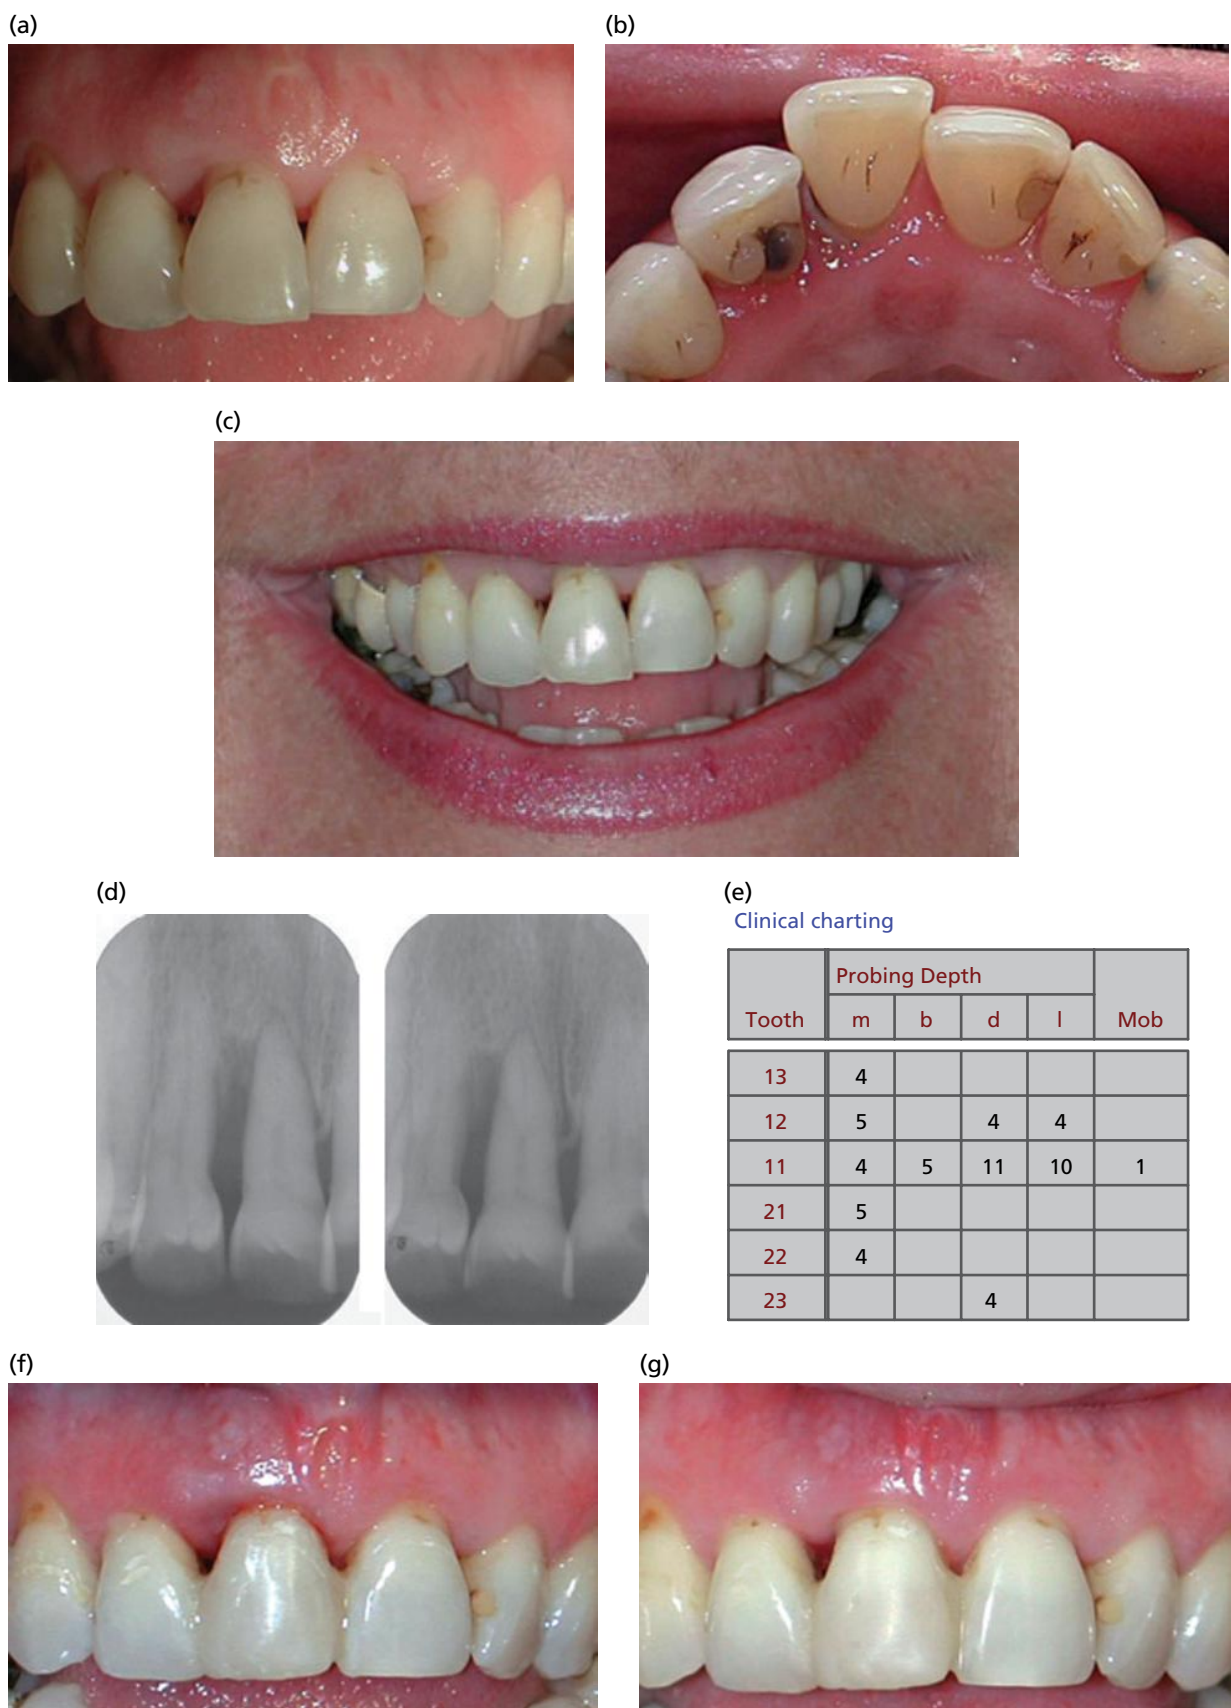 (a)
(b)
(c)
(d)
(e)
Clinical charting
Tooth Probing Depth Mob
m b d l
13 4
12 5 4 4
11 4 5 11 10 1
21 5
22 4
23 4
(f)
(g)